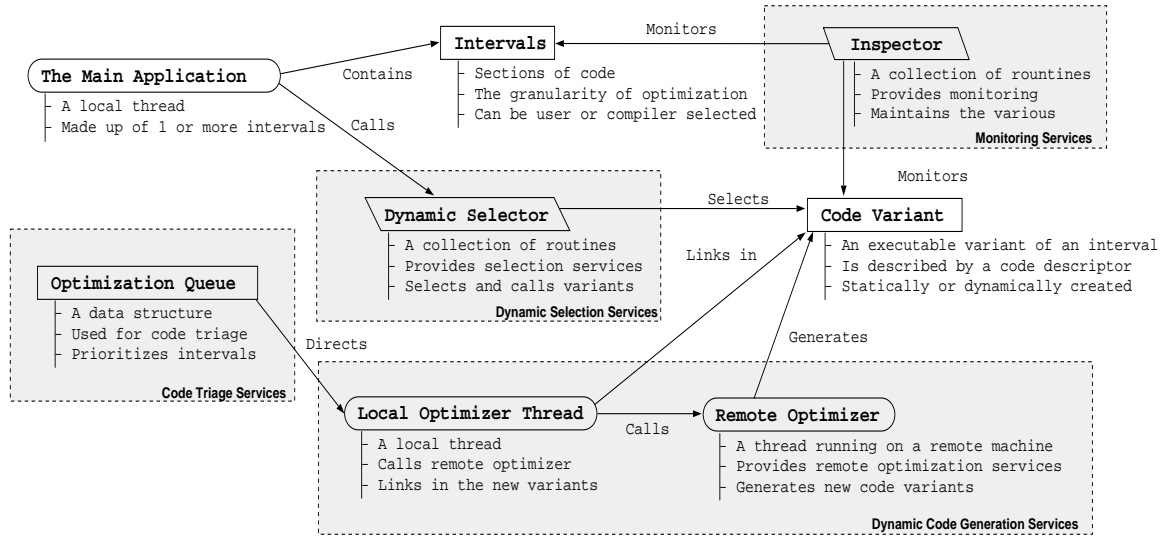 The Main Application
- A local thread
- Made up of 1 or more intervals
Contains
Calls
Intervals
- Sections of code
- The granularity of optimization
- Can be user or compiler selected
Monitors
Inspector
- A collection of rountines
- Provides monitoring
- Maintains the various
Monitoring Services
Monitors
Dynamic Selector
- A collection of routines
- Provides selection services
- Selects and calls variants
Dynamic Selection Services
Selects
Links in
Code Variant
- An executable variant of an interval
- Is described by a code descriptor
- Statically or dynamically created
Generates
Optimization Queue
- A data structure
- Used for code triage
- Prioritizes intervals
Code Triage Services
Directs
Local Optimizer Thread
- A local thread
- Calls remote optimizer
- Links in the new variants
Calls
Remote Optimizer
- A thread running on a remote machine
- Provides remote optimization services
- Generates new code variants
Dynamic Code Generation Services